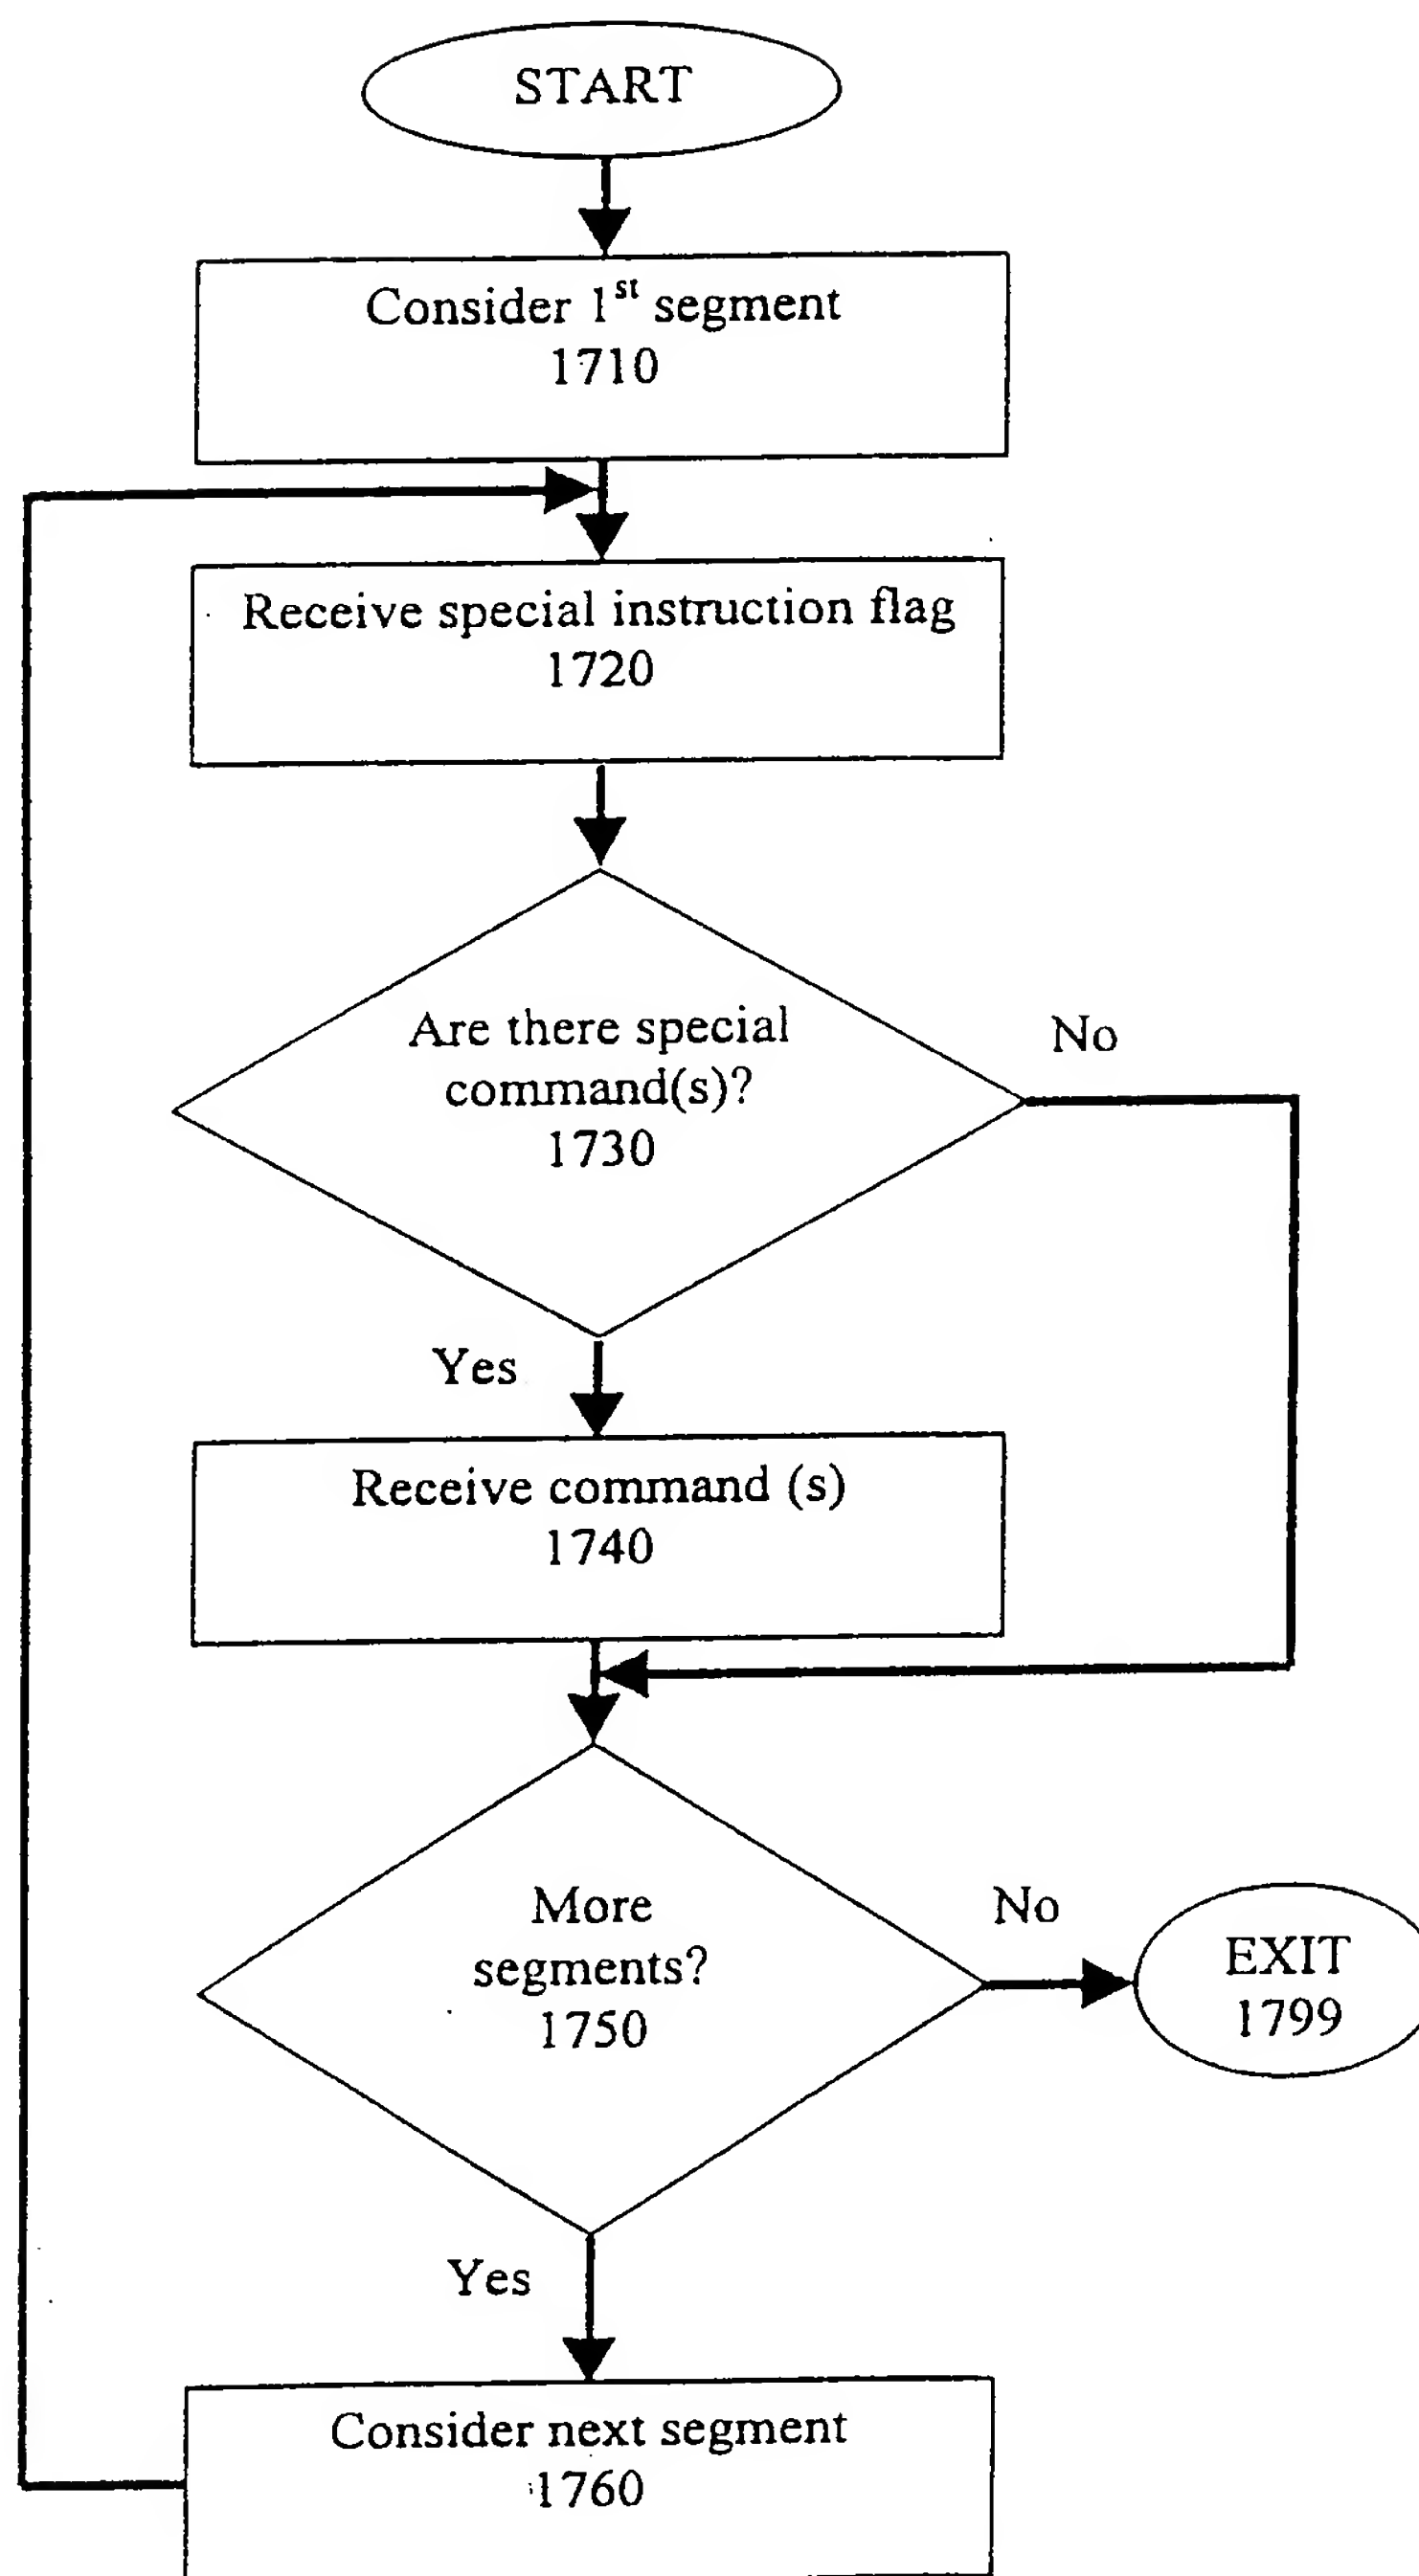 START
Consider 1st segment
1710
Receive special instruction flag
1720
Are there special
command(s)?
1730
No
Yes
Receive command (s)
1740
More
segments?
1750
No
EXIT
1799
Yes
Consider next segment
1760